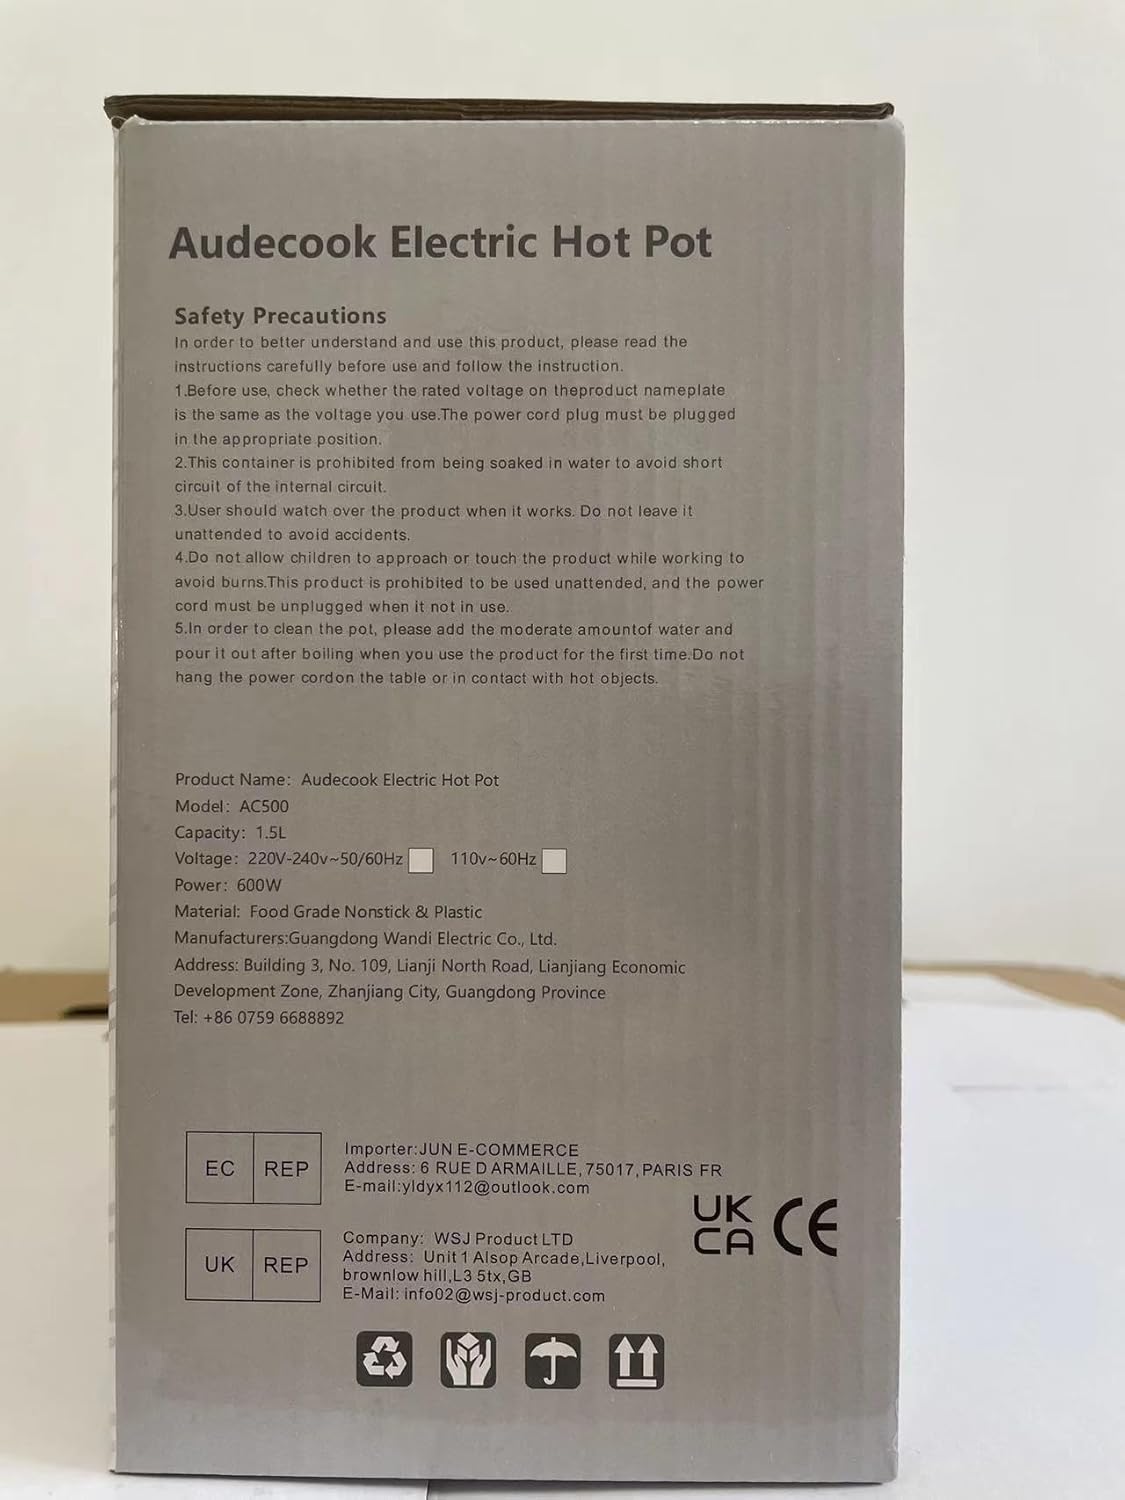 Audecook Electric Hot Pot
Safety Precautions
In order to better understand and use this product, please read the
instructions carefully before use and follow the instruction.
1.Before use, check whether the rated voltage on theproduct nameplate
is the same as the voltage you use.The power cord plug must be plugged
in the appropriate position.
2.This container is prohibited from being soaked in water to avoid short
circuit of the internal circuit.
3.User should watch over the product when it works. Do not leave it
unattended to avoid accidents.
4.Do not allow children to approach or touch the product while working to
avoid burns.This product is prohibited to be used unattended, and the power
cord must be unplugged when it not in use.
5.In order to clean the pot, please add the moderate amountof water and
pour it out after boiling when you use the product for the first time.Do not
hang the power cordon the table or in contact with hot objects.
Product Name: Audecook Electric Hot Pot
Model: AC500
Capacity: 1.5L
Voltage: 220V-240v~50/60Hz 110v~60Hz
Power: 600W
Material: Food Grade Nonstick & Plastic
Manufacturers:Guangdong Wandi Electric Co., Ltd.
Address: Building 3, No. 109, Lianji North Road, Lianjiang Economic
Development Zone, Zhanjiang City, Guangdong Province
Tel: +86 0759 6688892
EC REP
Importer:JUN E-COMMERCE
Address: 6 RUE D ARMAILLE,75017,PARIS FR
E-mail:yldyx112@outlook.com
UK REP
Company: WSJ Product LTD
Address: Unit 1 Alsop Arcade,Liverpool,
brownlow hill,L3 5tx,GB
E-Mail: info02@wsj-product.com
UK
CA
CE